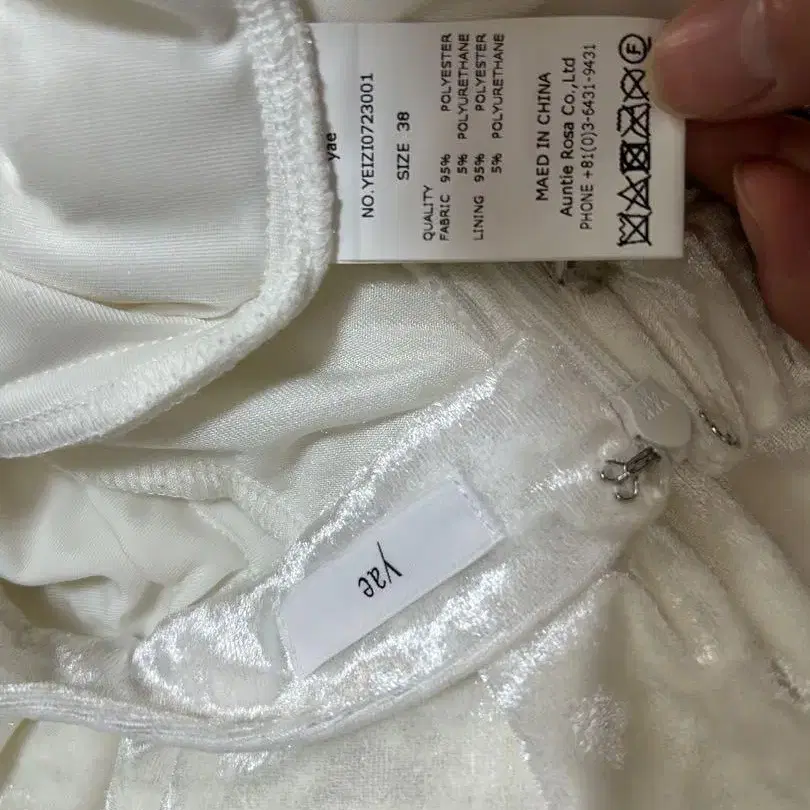 yae
NO.YEIZI0723001
SIZE 38
QUALITY
FABRIC 95% POLYESTER
5% POLYURETHANE
LINING 95% POLYESTER
5% POLYURETHANE
MAED IN CHINA
Auntie Rosa Co.,Ltd
PHONE +81(0)3-6431-9431
F
yae